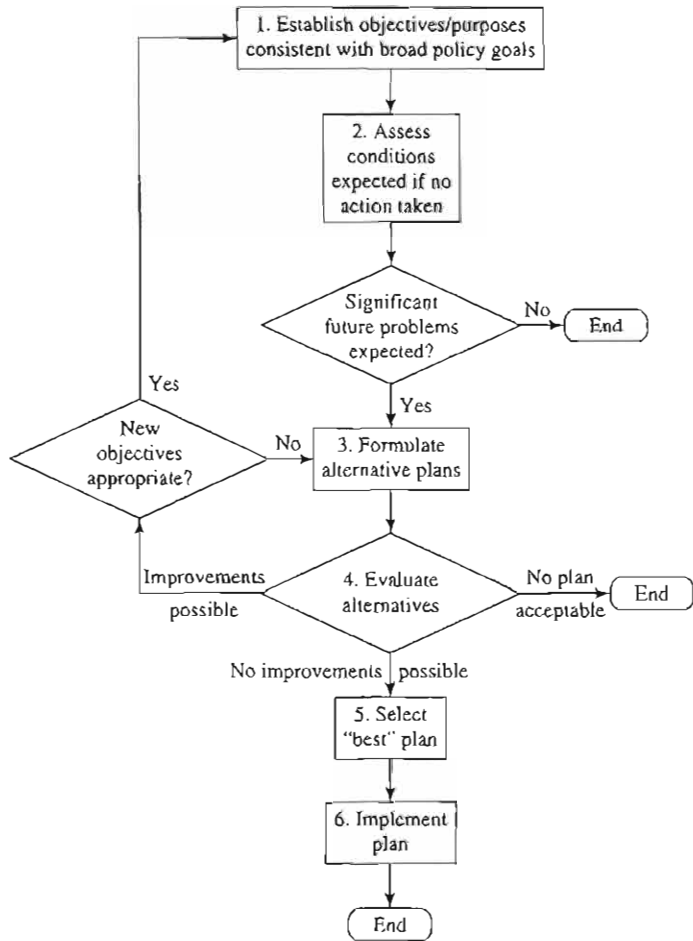 1. Establish objectives/purposes
consistent with broad policy goals
2. Assess
conditions
expected if no
action taken
Significant
future problems
expected?
No
End
Yes
Yes
New
objectives
appropriate?
No
3. Formulate
alternative plans
Improvements
possible
4. Evaluate
alternatives
No plan
acceptable
End
No improvements possible
5. Select
"best" plan
6. Implement
plan
End